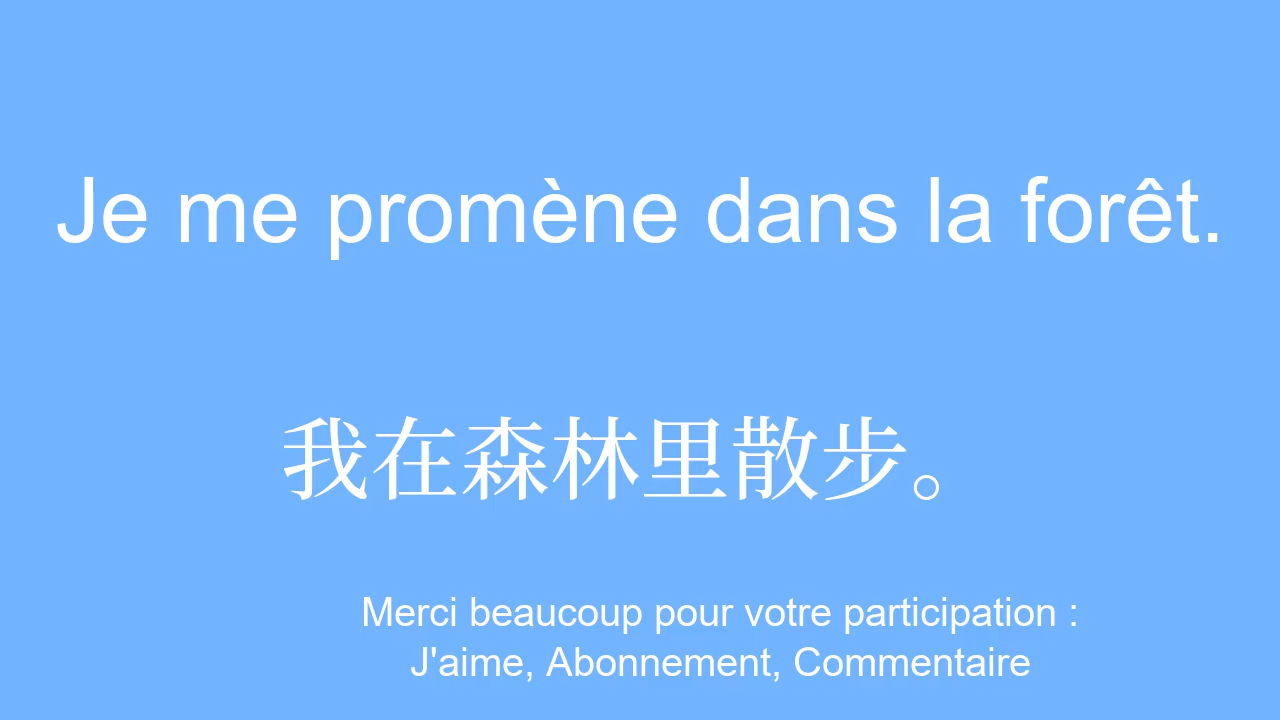 Je me promène dans la forêt.
我在森林里散步。
Merci beaucoup pour votre participation :
J'aime, Abonnement, Commentaire